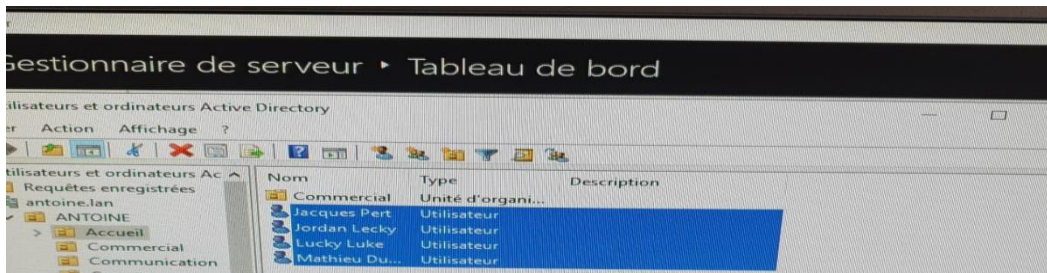 Gestionnaire de serveur ▸ Tableau de bord
ilisateurs et ordinateurs Active Directory
er Action Affichage ?
tilisateurs et ordinateurs Ac
Requêtes enregistrées
antoine.lan
ANTOINE
Accueil
Commercial
Communication
Nom Type Description
Commercial Unité d'organi...
Jacques Pert Utilisateur
Jordan Lecky Utilisateur
Lucky Luke Utilisateur
Mathieu Du... Utilisateur